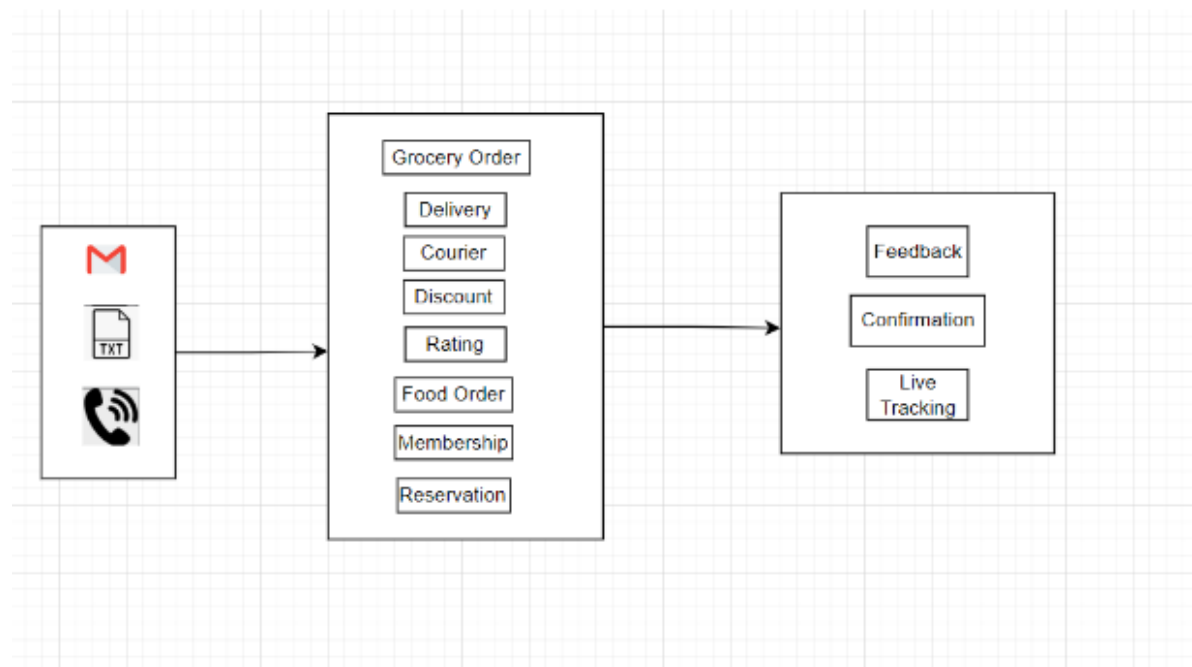 TXT
Grocery Order
Delivery
Courier
Discount
Rating
Food Order
Membership
Reservation
Feedback
Confirmation
Live
Tracking